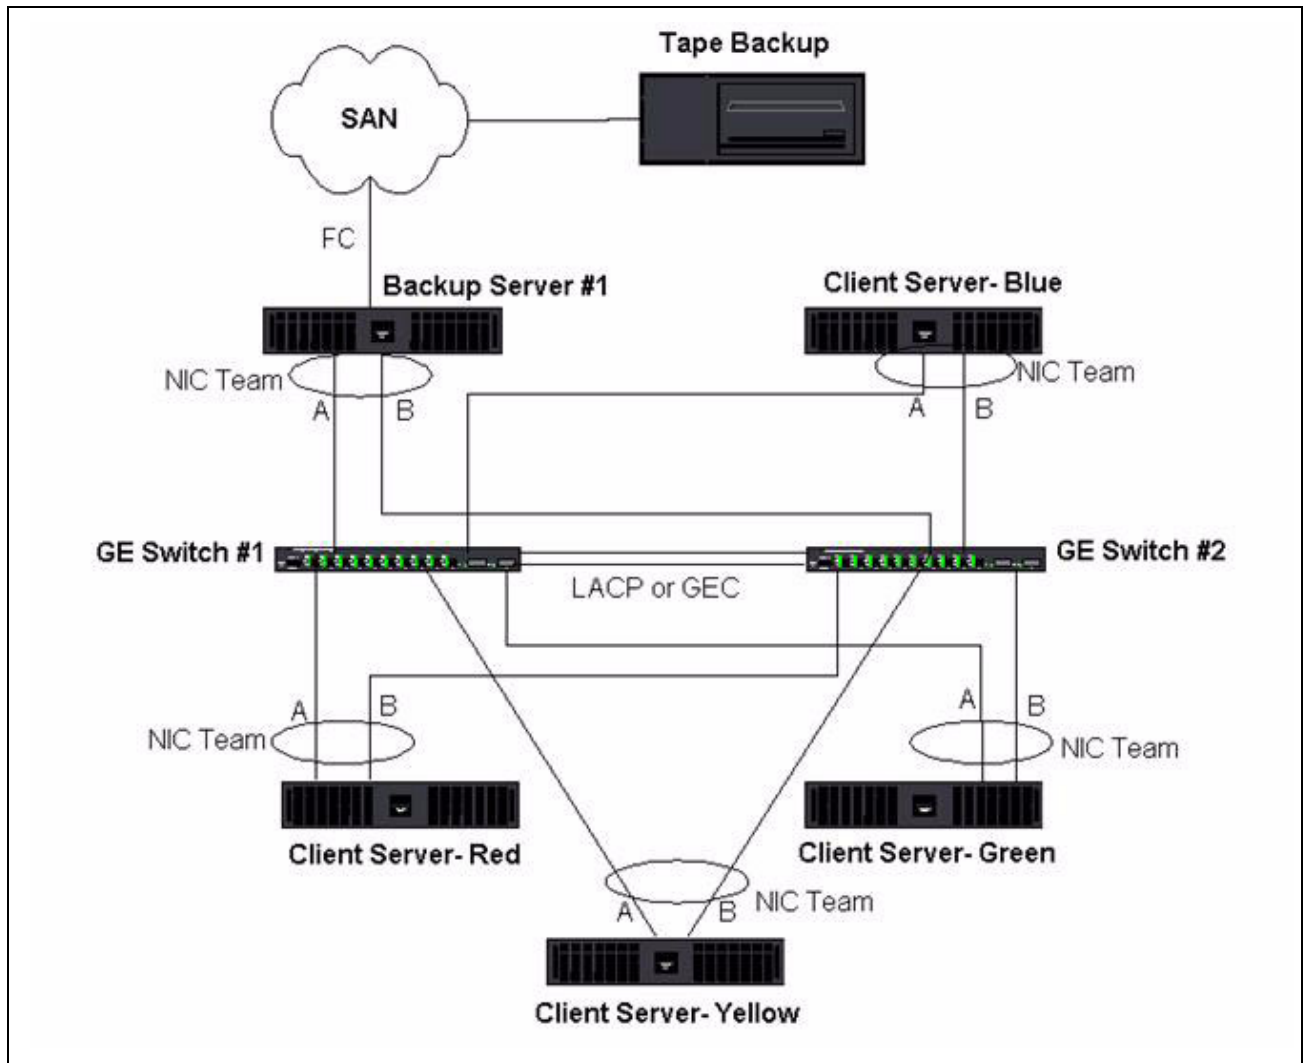 Tape Backup
SAN
FC
Backup Server #1
Client Server- Blue
NIC Team
NIC Team
A
B
A
B
GE Switch #1
GE Switch #2
LACP or GEC
A
B
A
B
NIC Team
NIC Team
Client Server- Red
Client Server- Green
NIC Team
A
B
Client Server- Yellow